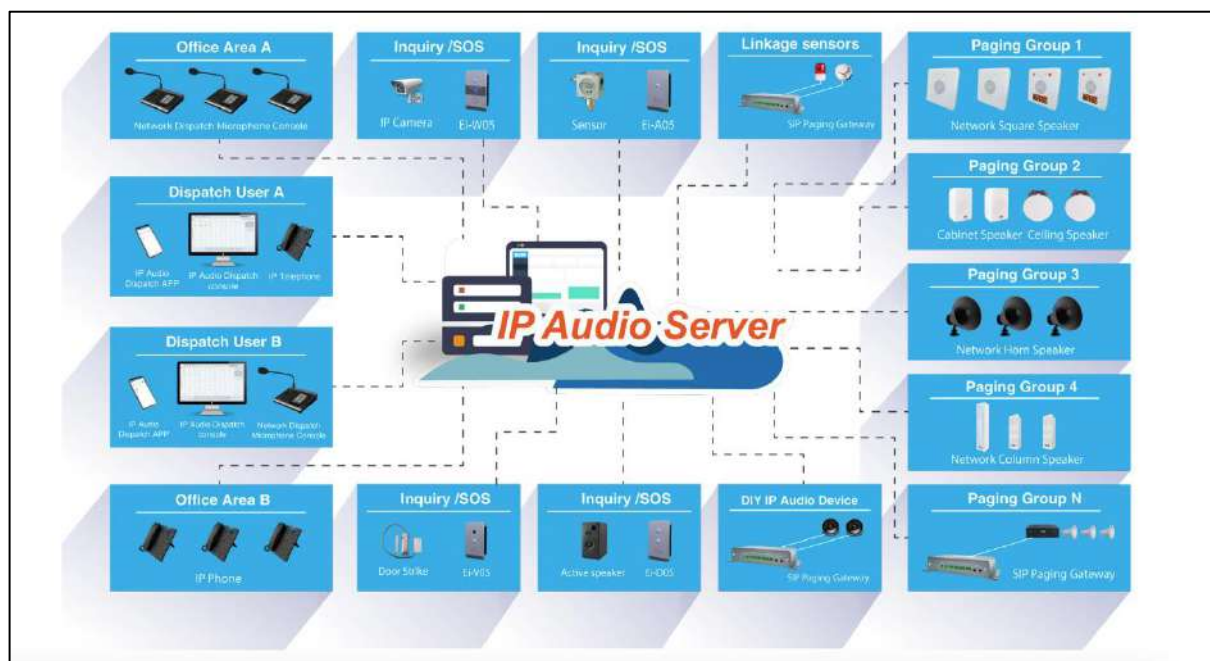 Office Area A
Network Dispatch Microphone Console
Inquiry /SOS
IP Camera
Ei-W05
Inquiry /SOS
Sensor
Ei-A05
Linkage sensors
SIP Paging Gateway
Paging Group 1
Network Square Speaker
Dispatch User A
IP Audio
Dispatch APP
IP Audio Dispatch
console
IP Telephone
Paging Group 2
Cabinet Speaker
Ceiling Speaker
IP Audio Server
Paging Group 3
Network Horn Speaker
Dispatch User B
IP Audio
Dispatch APP
IP Audio Dispatch
console
Network Dispatch
Microphone Console
Paging Group 4
Network Column Speaker
Office Area B
IP Phone
Inquiry /SOS
Door Strike
Ei-V05
Inquiry /SOS
Active speaker
Ei-D05
DIY IP Audio Device
SIP Paging Gateway
Paging Group N
SIP Paging Gateway